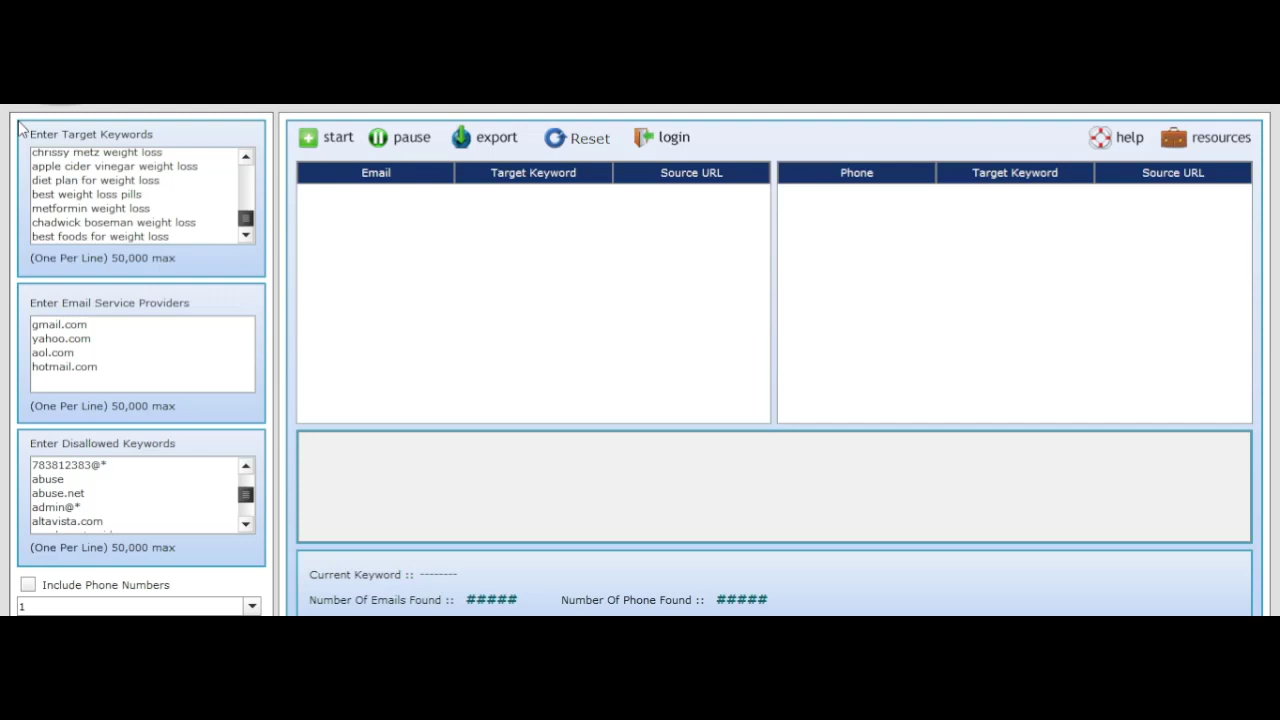 Enter Target Keywords
chrissy metz weight loss
apple cider vinegar weight loss
diet plan for weight loss
best weight loss pills
metformin weight loss
chadwick boseman weight loss
best foods for weight loss
(One Per Line) 50,000 max
Enter Email Service Providers
gmail.com
yahoo.com
aol.com
hotmail.com
(One Per Line) 50,000 max
Enter Disallowed Keywords
783812383@*
abuse
abuse.net
admin@*
altavista.com
(One Per Line) 50,000 max
Include Phone Numbers
1
start pause export Reset login help resources
Email Target Keyword Source URL Phone Target Keyword Source URL
Current Keyword :: --------
Number Of Emails Found :: ##### Number Of Phone Found :: #####